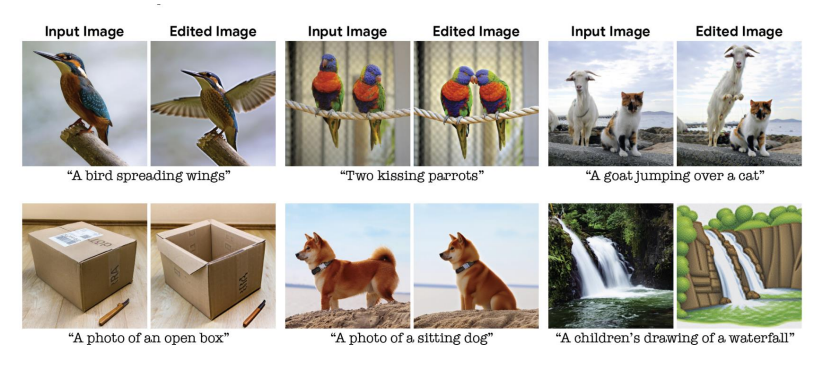 Input Image Edited Image Input Image Edited Image Input Image Edited Image
“A bird spreading wings” “Two kissing parrots” “A goat jumping over a cat”
“A photo of an open box” “A photo of a sitting dog” “A children’s drawing of a waterfall”